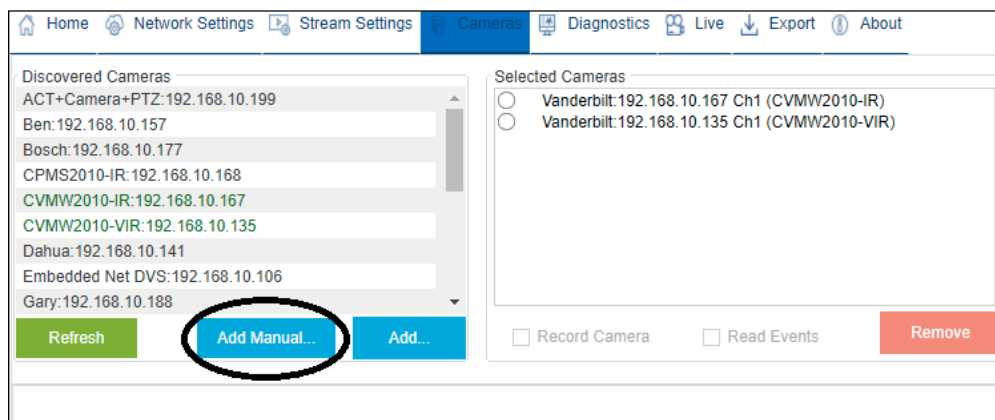 Home Network Settings Stream Settings Cameras Diagnostics Live Export About
Discovered Cameras
ACT+Camera+PTZ:192.168.10.199
Ben:192.168.10.157
Bosch:192.168.10.177
CPMS2010-IR:192.168.10.168
CVMW2010-IR:192.168.10.167
CVMW2010-VIR:192.168.10.135
Dahua:192.168.10.141
Embedded Net DVS:192.168.10.106
Gary:192.168.10.188
Refresh Add Manual... Add...
Selected Cameras
Vanderbilt:192.168.10.167 Ch1 (CVMW2010-IR)
Vanderbilt:192.168.10.135 Ch1 (CVMW2010-VIR)
Record Camera Read Events Remove